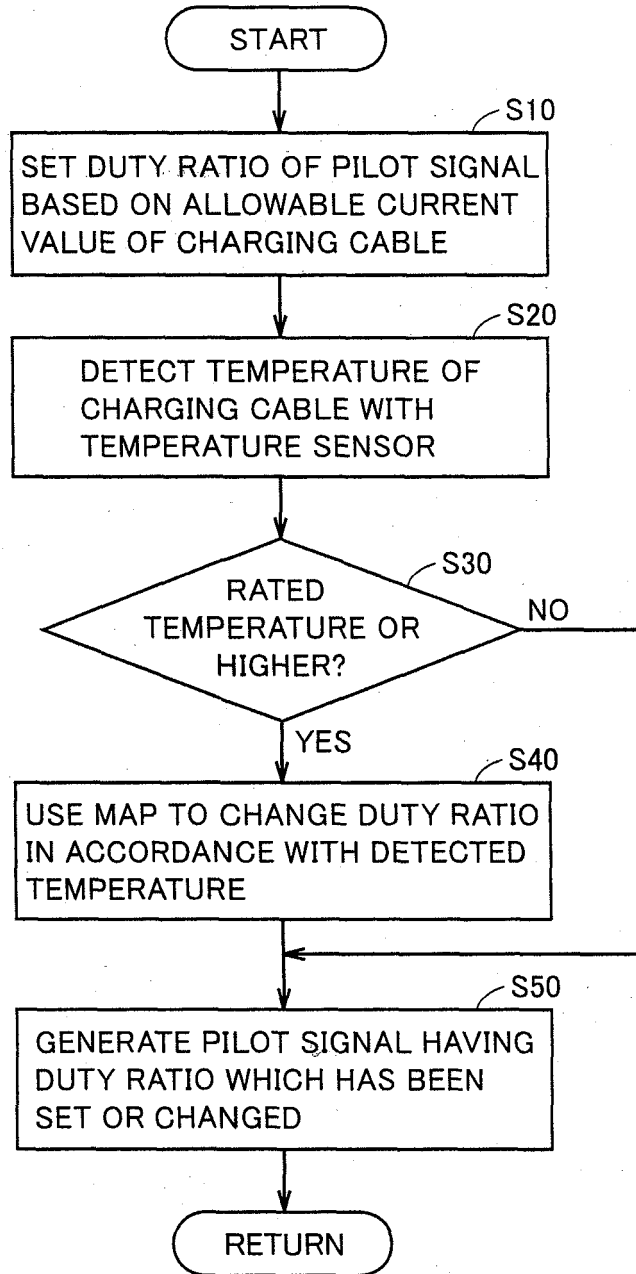 START
S10
SET DUTY RATIO OF PILOT SIGNAL
BASED ON ALLOWABLE CURRENT
VALUE OF CHARGING CABLE
S20
DETECT TEMPERATURE OF
CHARGING CABLE WITH
TEMPERATURE SENSOR
S30
RATED
TEMPERATURE OR
HIGHER?
NO
YES
S40
USE MAP TO CHANGE DUTY RATIO
IN ACCORDANCE WITH DETECTED
TEMPERATURE
S50
GENERATE PILOT SIGNAL HAVING
DUTY RATIO WHICH HAS BEEN
SET OR CHANGED
RETURN